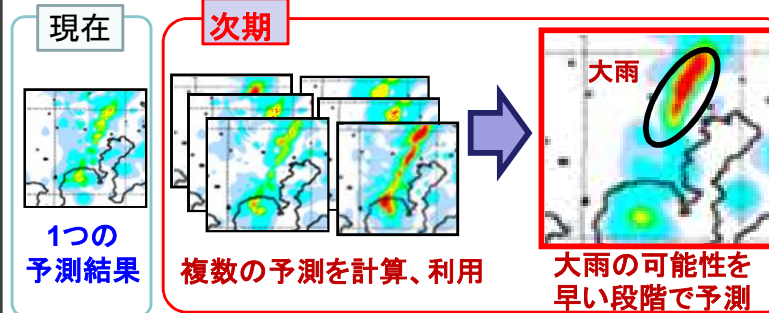 現在
次期
大雨
1つの
予測結果
複数の予測を計算、利用
大雨の可能性を
早い段階で予測